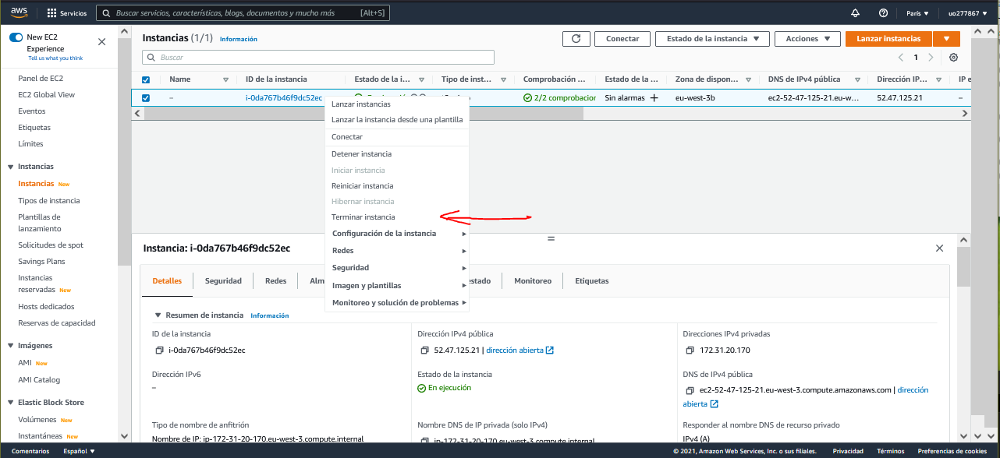 aws Servicios Buscar servicios, características, blogs, documentos y mucho más [Alt+S] París uo277867
New EC2
Experience
Tell us what you think
Panel de EC2
EC2 Global View
Eventos
Etiquetas
Límites
Instancias
Instancias New
Tipos de instancia
Plantillas de
lanzamiento
Solicitudes de spot
Savings Plans
Instancias
reservadas New
Hosts dedicados
Reservas de capacidad
Imágenes
AMI New
AMI Catalog
Elastic Block Store
Volúmenes New
Instantáneas New
Instancias (1/1) Información
Conectar Estado de la instancia Acciones Lanzar instancias
Buscar
1
Name ID de la instancia Estado de la i... Tipo de inst... Comprobación ... Estado de la ... Zona de dispon... DNS de IPv4 pública Dirección IP... IP e
– i-0da767b46f9dc52ec 2/2 comprobacior Sin alarmas eu-west-3b ec2-52-47-125-21.eu-w... 52.47.125.21 –
Lanzar instancias
Lanzar la instancia desde una plantilla
Conectar
Detener instancia
Iniciar instancia
Reiniciar instancia
Hibernar instancia
Terminar instancia
Configuración de la instancia
Redes
Seguridad
Imagen y plantillas
Monitoreo y solución de problemas
Instancia: i-0da767b46f9dc52ec
Detalles Seguridad Redes Alm stado Monitoreo Etiquetas
Resumen de instancia Información
ID de la instancia
i-0da767b46f9dc52ec
Dirección IPv6
–
Tipo de nombre de anfitrión
Nombre de IP: ip-172-31-20-170.eu-west-3.compute.internal
Dirección IPv4 pública
52.47.125.21 | dirección abierta
Estado de la instancia
En ejecución
Nombre DNS de IP privada (solo IPv4)
ip-172-31-20-170.eu-west-3.compute.internal
Direcciones IPv4 privadas
172.31.20.170
DNS de IPv4 pública
ec2-52-47-125-21.eu-west-3.compute.amazonaws.com | dirección
abierta
Responder al nombre DNS de recurso privado
IPv4 (A)
Comentarios Español © 2021, Amazon Web Services, Inc. o sus filiales. Privacidad Términos Preferencias de cookies